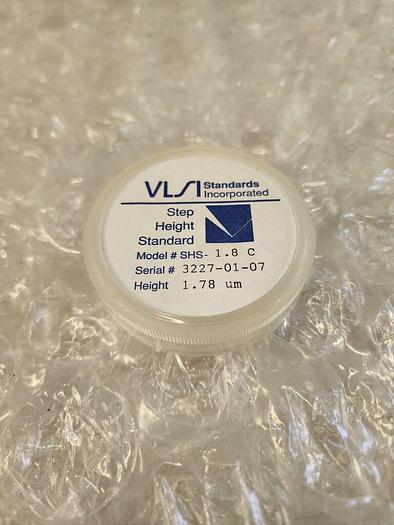 VLSI Standards
Incorporated
Step
Height
Standard
Model # SHS- 1.8 C
Serial # 3227-01-07
Height 1.78 um